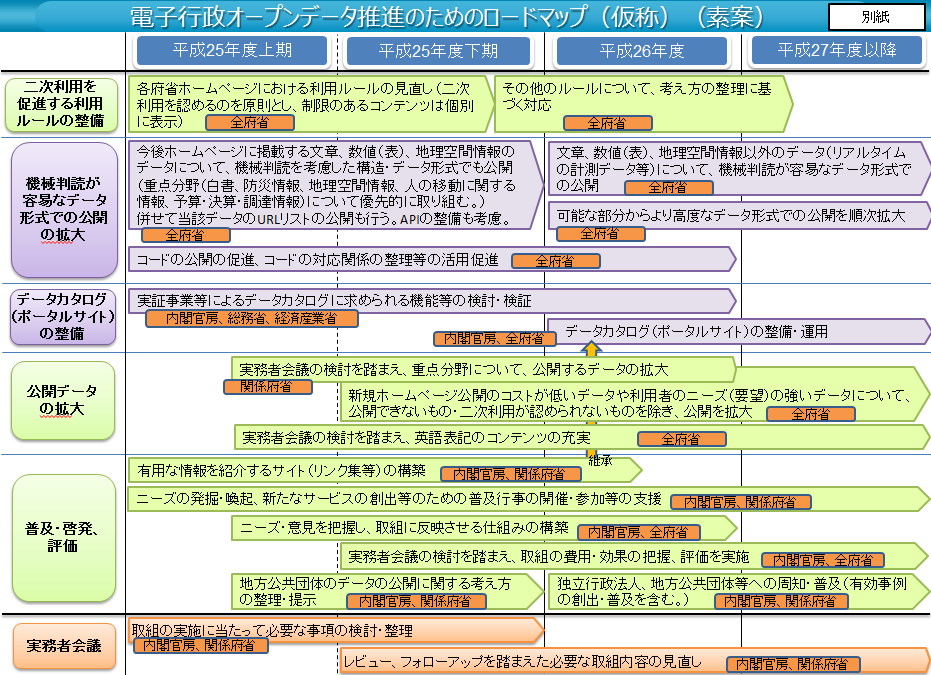 電子行政オープンデータ推進のためのロードマップ（仮称）（素案）
別紙
平成25年度上期
平成25年度下期
平成26年度
平成27年度以降
二次利用を
促進する利用
ルールの整備
各府省ホームページにおける利用ルールの見直し（二次
利用を認めるのを原則とし、制限のあるコンテンツは個別
に表示）
全府省
その他のルールについて、考え方の整理に基
づく対応
全府省
機械判読が
容易なデータ
形式での公開
の拡大
今後ホームページに掲載する文章、数値（表）、地理空間情報の
データについて、機械判読を考慮した構造・データ形式でも公開
（重点分野（白書、防災情報、地理空間情報、人の移動に関する
情報、予算・決算・調達情報）について優先的に取り組む。）
併せて当該データのURLリストの公開も行う。APIの整備も考慮。
全府省
文章、数値（表）、地理空間情報以外のデータ（リアルタイム
の計測データ等）について、機械判読が容易なデータ形式で
の公開
全府省
可能な部分からより高度なデータ形式での公開を順次拡大
全府省
コードの公開の促進、コードの対応関係の整理等の活用促進
全府省
データカタログ
（ポータルサイト）
の整備
実証事業等によるデータカタログに求められる機能等の検討・検証
内閣官房、総務省、経済産業省
データカタログ（ポータルサイト）の整備・運用
内閣官房、全府省
公開データ
の拡大
実務者会議の検討を踏まえ、重点分野について、公開するデータの拡大
関係府省
新規ホームページ公開のコストが低いデータや利用者のニーズ（要望）の強いデータについて、
公開できないもの・二次利用が認められないものを除き、公開を拡大
全府省
実務者会議の検討を踏まえ、英語表記のコンテンツの充実
全府省
継承
普及・啓発、
評価
有用な情報を紹介するサイト（リンク集等）の構築
内閣官房、関係府省
ニーズの発掘・喚起、新たなサービスの創出等のための普及行事の開催・参加等の支援
内閣官房、関係府省
ニーズ・意見を把握し、取組に反映させる仕組みの構築
内閣官房、全府省
実務者会議の検討を踏まえ、取組の費用・効果の把握、評価を実施
内閣官房、全府省
地方公共団体のデータの公開に関する考え方
の整理・提示
内閣官房、関係府省
独立行政法人、地方公共団体等への周知・普及（有効事例
の創出・普及を含む。）
内閣官房、関係府省
実務者会議
取組の実施に当たって必要な事項の検討・整理
内閣官房、関係府省
レビュー、フォローアップを踏まえた必要な取組内容の見直し
内閣官房、関係府省